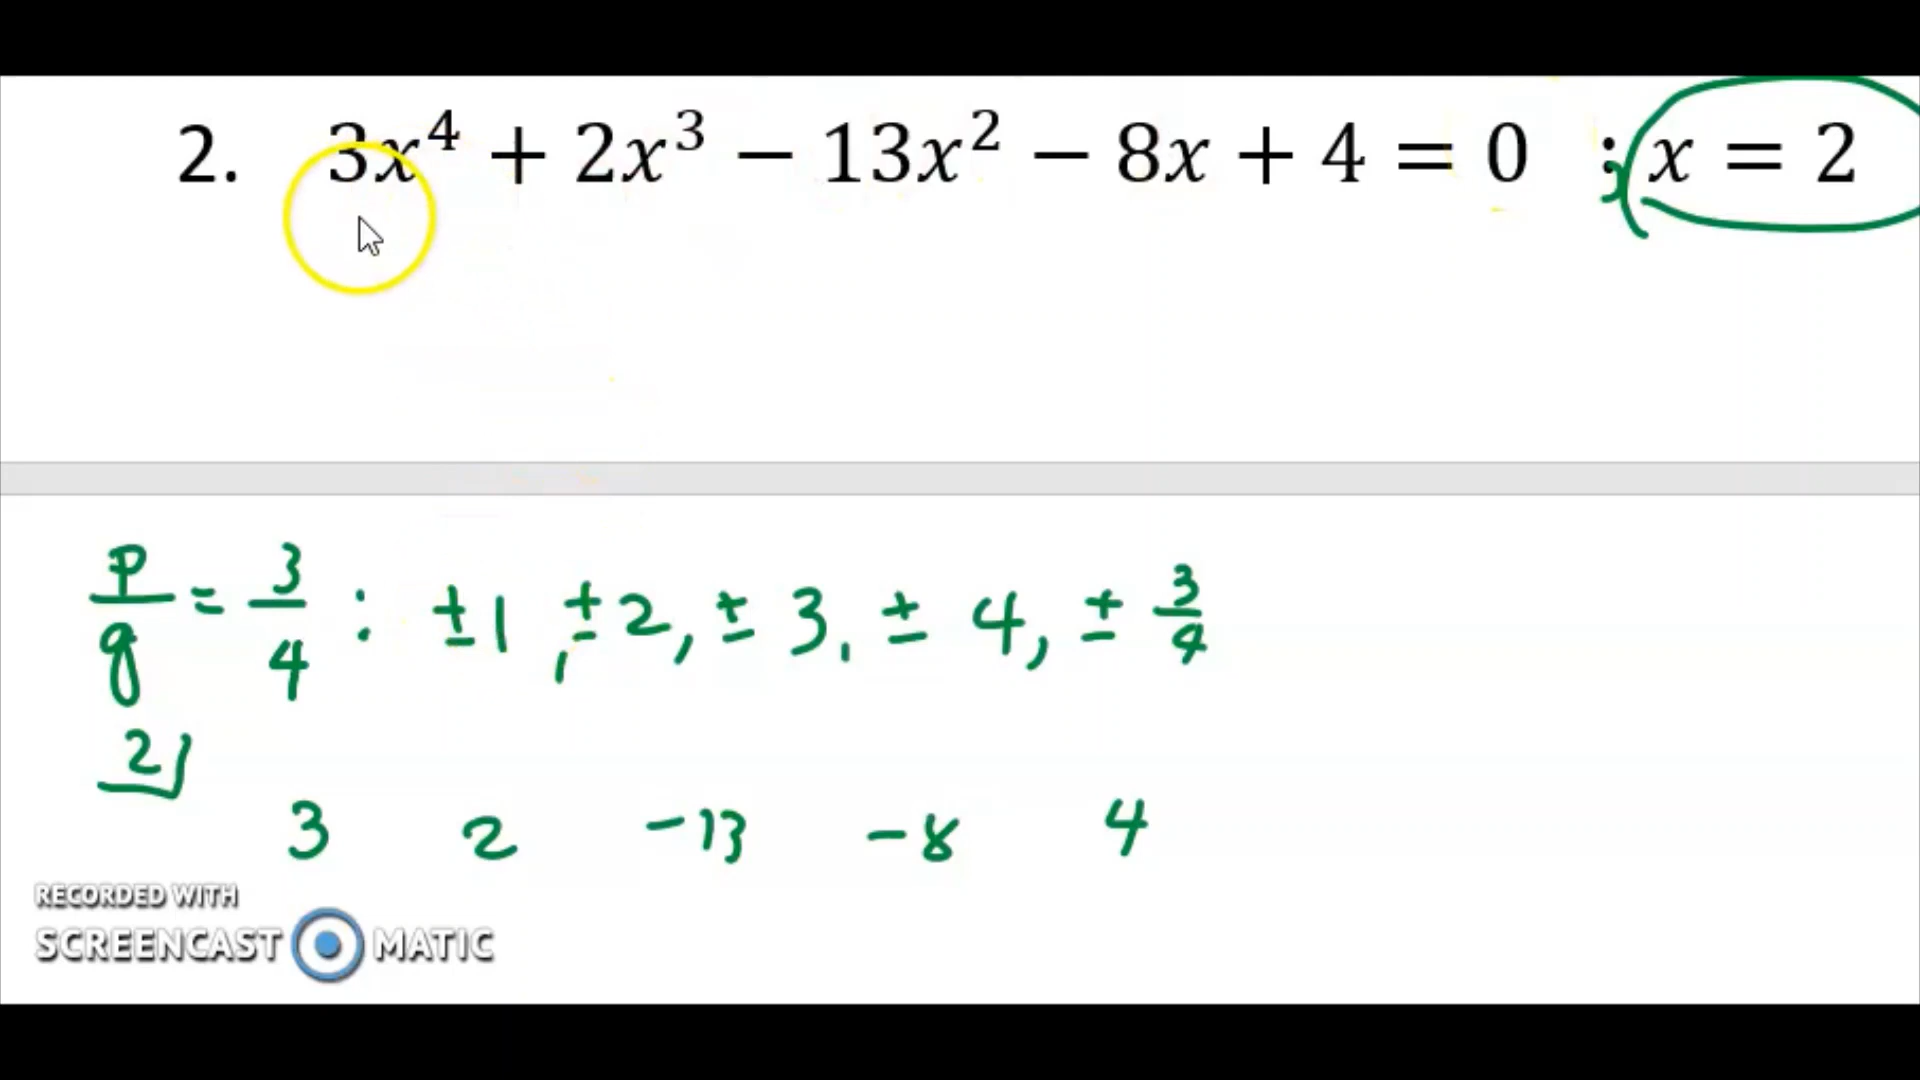 2. 3x⁴ + 2x³ − 13x² − 8x + 4 = 0 ; x = 2
p/q = 3/4 : ±1, ±2, ±3, ±4, ±3/4
2
3 2 -13 -8 4
RECORDED WITH
SCREENCAST MATIC